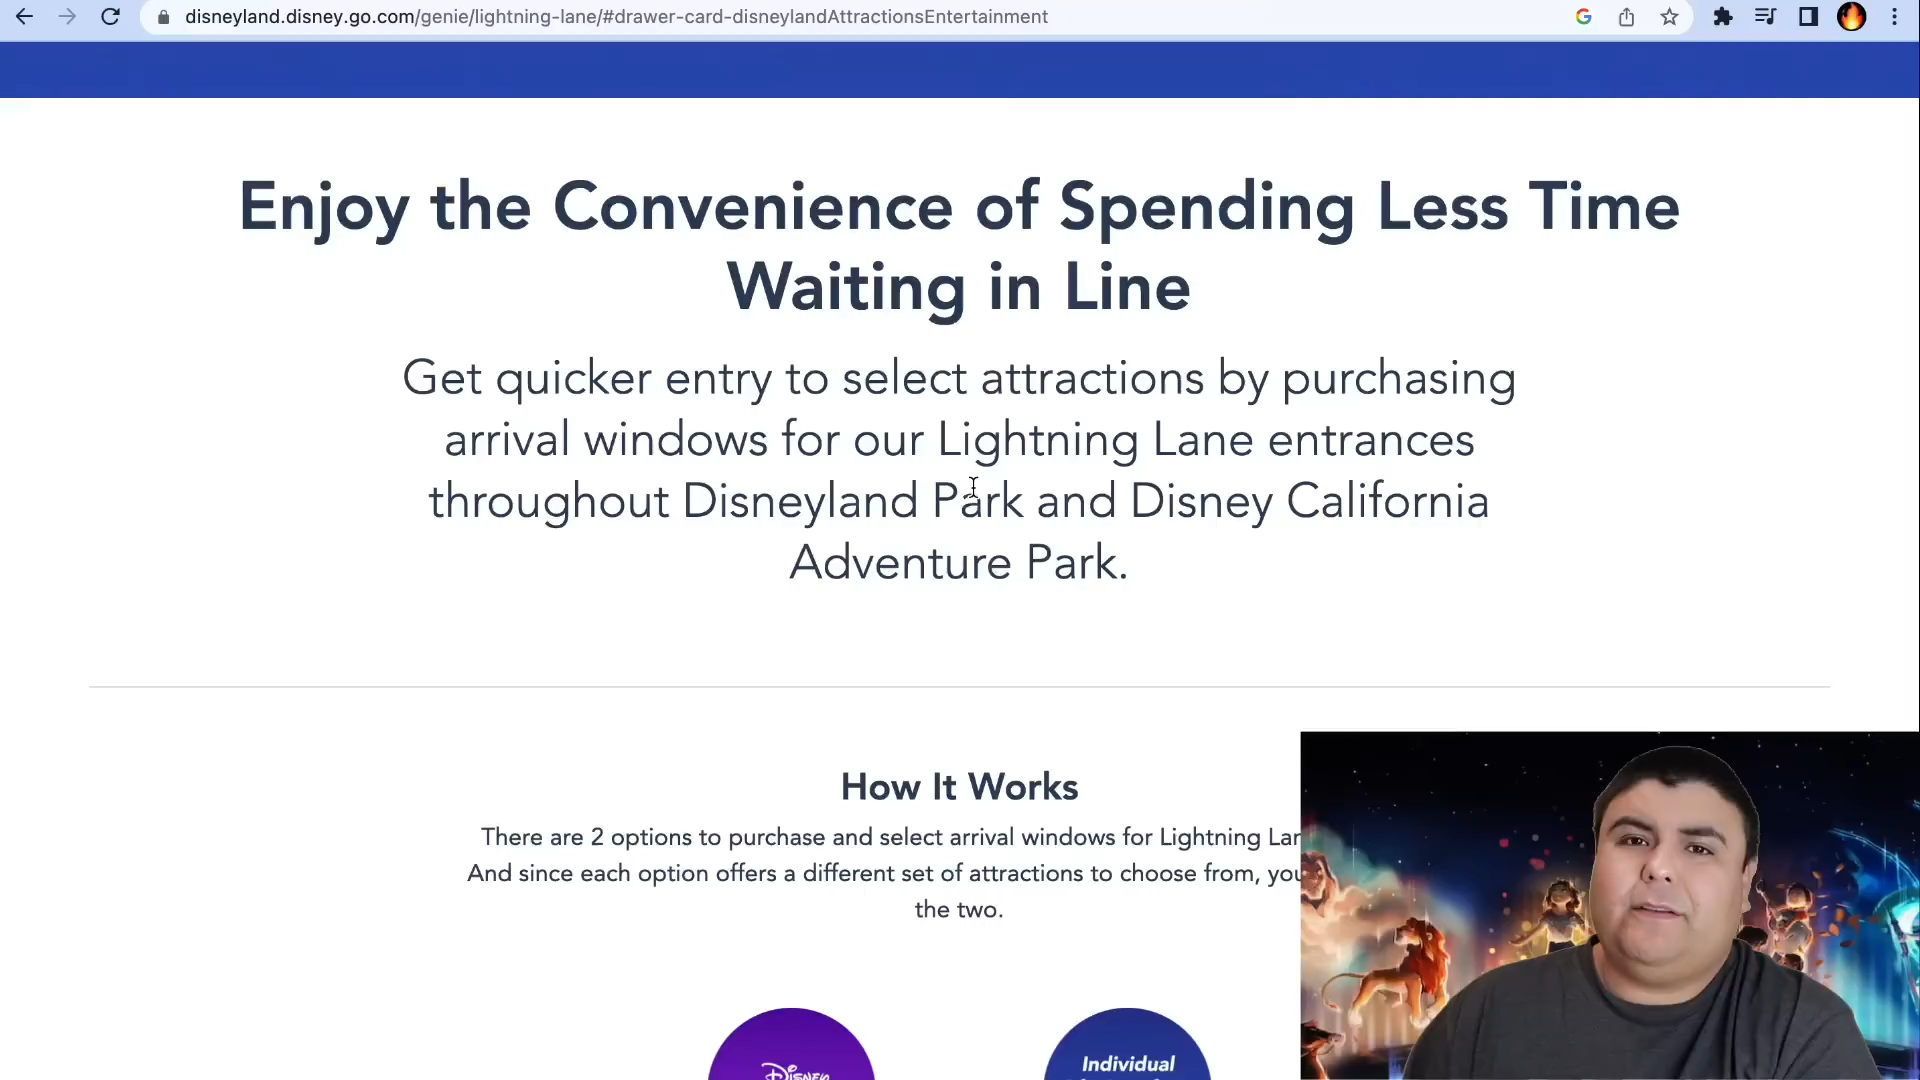 disneyland.disney.go.com/genie/lightning-lane/#drawer-card-disneylandAttractionsEntertainment
Enjoy the Convenience of Spending Less Time
Waiting in Line
Get quicker entry to select attractions by purchasing
arrival windows for our Lightning Lane entrances
throughout Disneyland Park and Disney California
Adventure Park.
How It Works
There are 2 options to purchase and select arrival windows for Lightning
And since each option offers a different set of attractions to choose from,
the two.
Disney
Individual